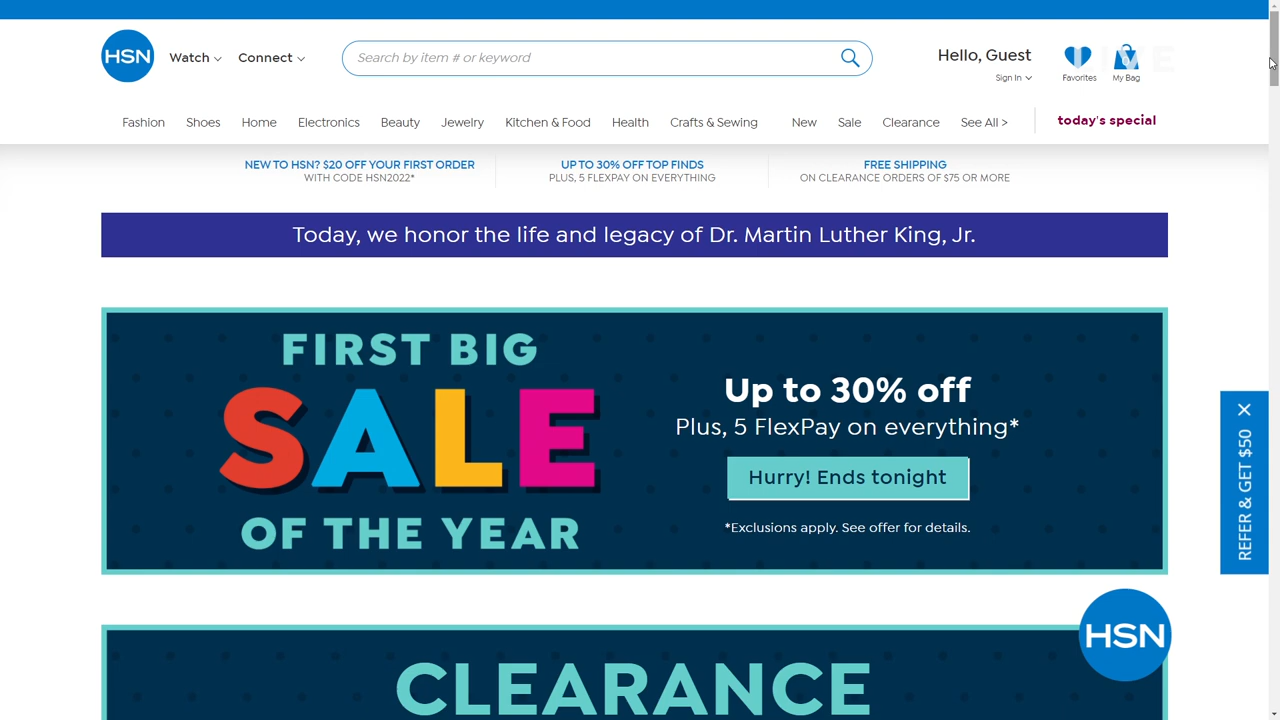 HSN
Watch
Connect
Search by item # or keyword
Hello, Guest
Sign In
Favorites
0
My Bag
Fashion
Shoes
Home
Electronics
Beauty
Jewelry
Kitchen & Food
Health
Crafts & Sewing
New
Sale
Clearance
See All >
today's special
NEW TO HSN? $20 OFF YOUR FIRST ORDER
WITH CODE HSN2022*
UP TO 30% OFF TOP FINDS
PLUS, 5 FLEXPAY ON EVERYTHING
FREE SHIPPING
ON CLEARANCE ORDERS OF $75 OR MORE
Today, we honor the life and legacy of Dr. Martin Luther King, Jr.
FIRST BIG
SALE
OF THE YEAR
Up to 30% off
Plus, 5 FlexPay on everything*
Hurry! Ends tonight
*Exclusions apply. See offer for details.
REFER & GET $50
HSN
CLEARANCE